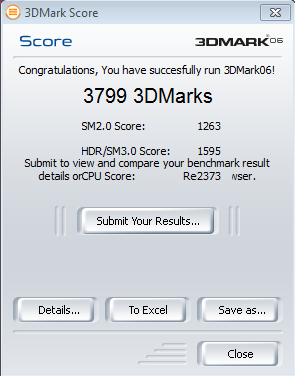 3DMark Score
Score
3DMARK®06
Congratulations, You have succesfully run 3DMark06!
3799 3DMarks
SM2.0 Score: 1263
HDR/SM3.0 Score: 1595
Submit to view and compare your benchmark result
details orCPU Score: Re2373 wser.
Submit Your Results...
Details...
To Excel
Save as...
Close